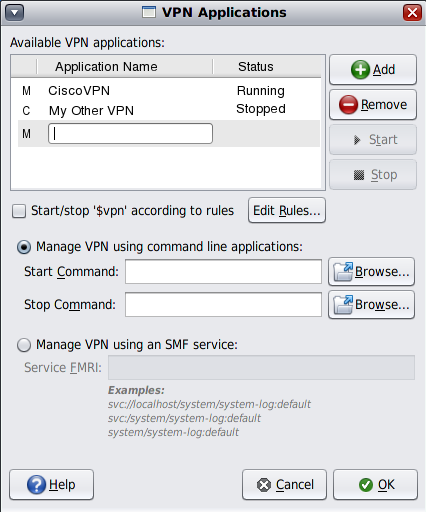 VPN Applications
Available VPN applications:
Application Name Status
M CiscoVPN Running
C My Other VPN Stopped
M
Add
Remove
Start
Stop
Start/stop '$vpn' according to rules Edit Rules...
Manage VPN using command line applications:
Start Command: Browse...
Stop Command: Browse...
Manage VPN using an SMF service:
Service FMRI:
Examples:
svc://localhost/system/system-log:default
svc:/system/system-log:default
system/system-log:default
Help Cancel OK